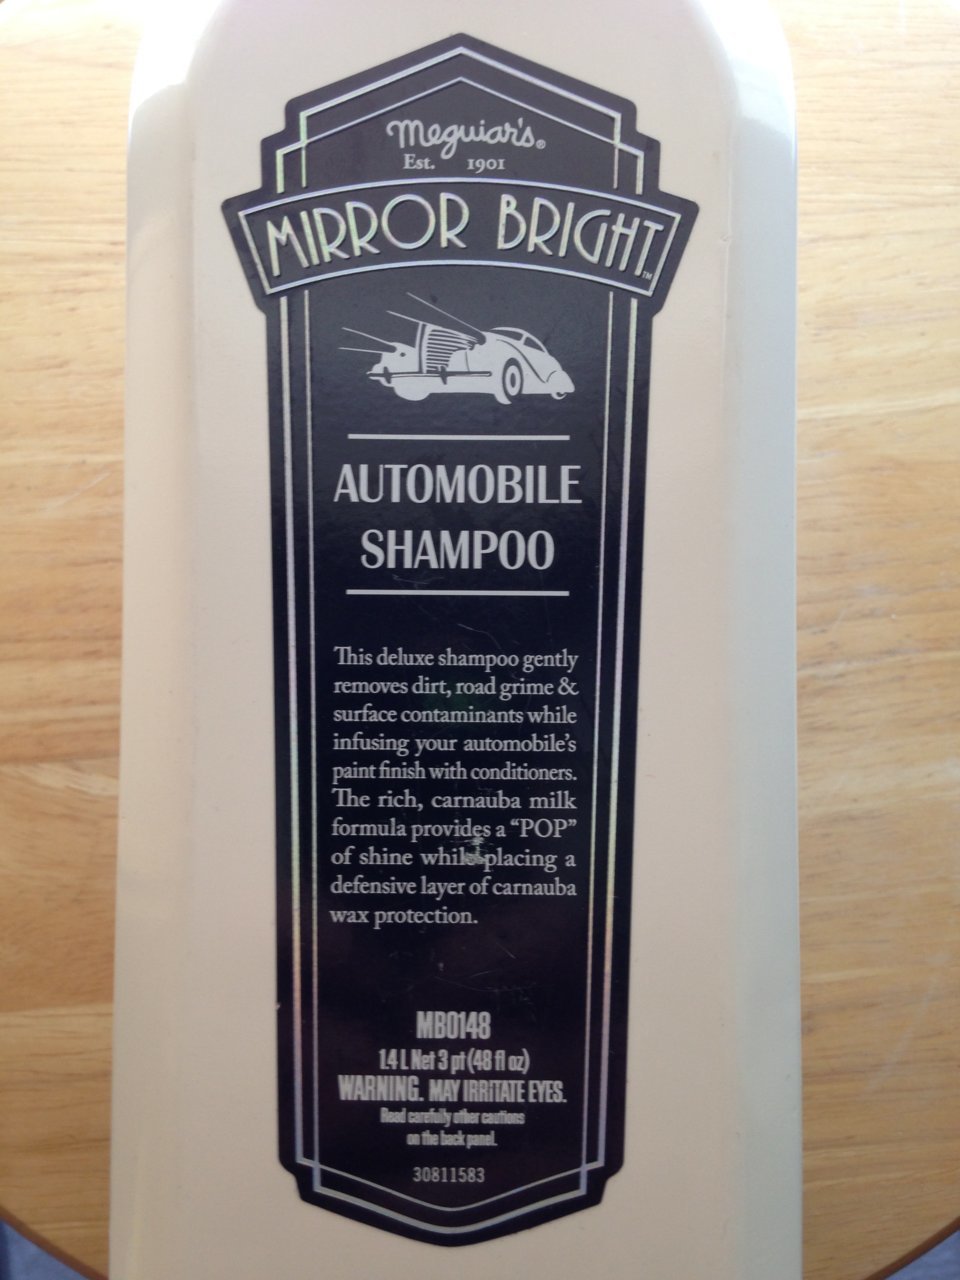 Meguiar's®
Est. 1901
MIRROR BRIGHT™
AUTOMOBILE
SHAMPOO
This deluxe shampoo gently
removes dirt, road grime &
surface contaminants while
infusing your automobile's
paint finish with conditioners.
The rich, carnauba milk
formula provides a “POP”
of shine while placing a
defensive layer of carnauba
wax protection.
MB0148
1.4 L Net 3 pt (48 fl oz)
WARNING. MAY IRRITATE EYES.
Read carefully other cautions
on the back panel.
30811583